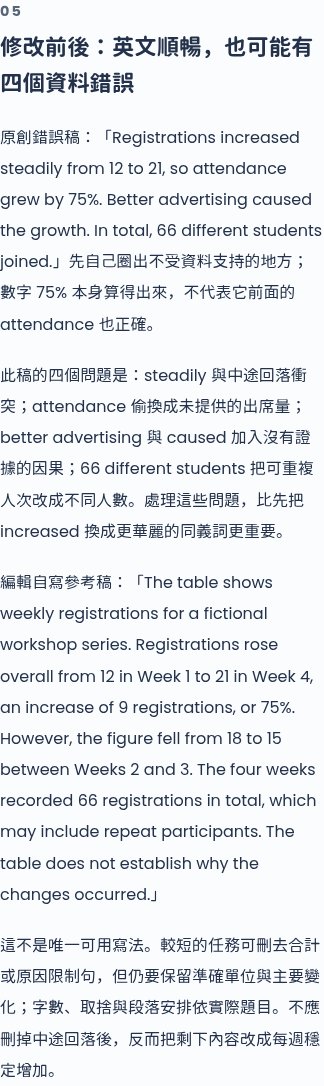 05
修改前後：英文順暢，也可能有
四個資料錯誤
原創錯誤稿：「Registrations increased
steadily from 12 to 21, so attendance
grew by 75%. Better advertising caused
the growth. In total, 66 different students
joined.」先自己圈出不受資料支持的地方；
數字 75% 本身算得出來，不代表它前面的
attendance 也正確。
此稿的四個問題是：steadily 與中途回落衝
突；attendance 偷換成未提供的出席量；
better advertising 與 caused 加入沒有證
據的因果；66 different students 把可重複
人次改成不同人數。處理這些問題，比先把
increased 換成更華麗的同義詞更重要。
編輯自寫參考稿：「The table shows
weekly registrations for a fictional
workshop series. Registrations rose
overall from 12 in Week 1 to 21 in Week 4,
an increase of 9 registrations, or 75%.
However, the figure fell from 18 to 15
between Weeks 2 and 3. The four weeks
recorded 66 registrations in total, which
may include repeat participants. The
table does not establish why the
changes occurred.」
這不是唯一可用寫法。較短的任務可刪去合計
或原因限制句，但仍要保留準確單位與主要變
化；字數、取捨與段落安排依實際題目。不應
刪掉中途回落後，反而把剩下內容改成每週穩
定增加。